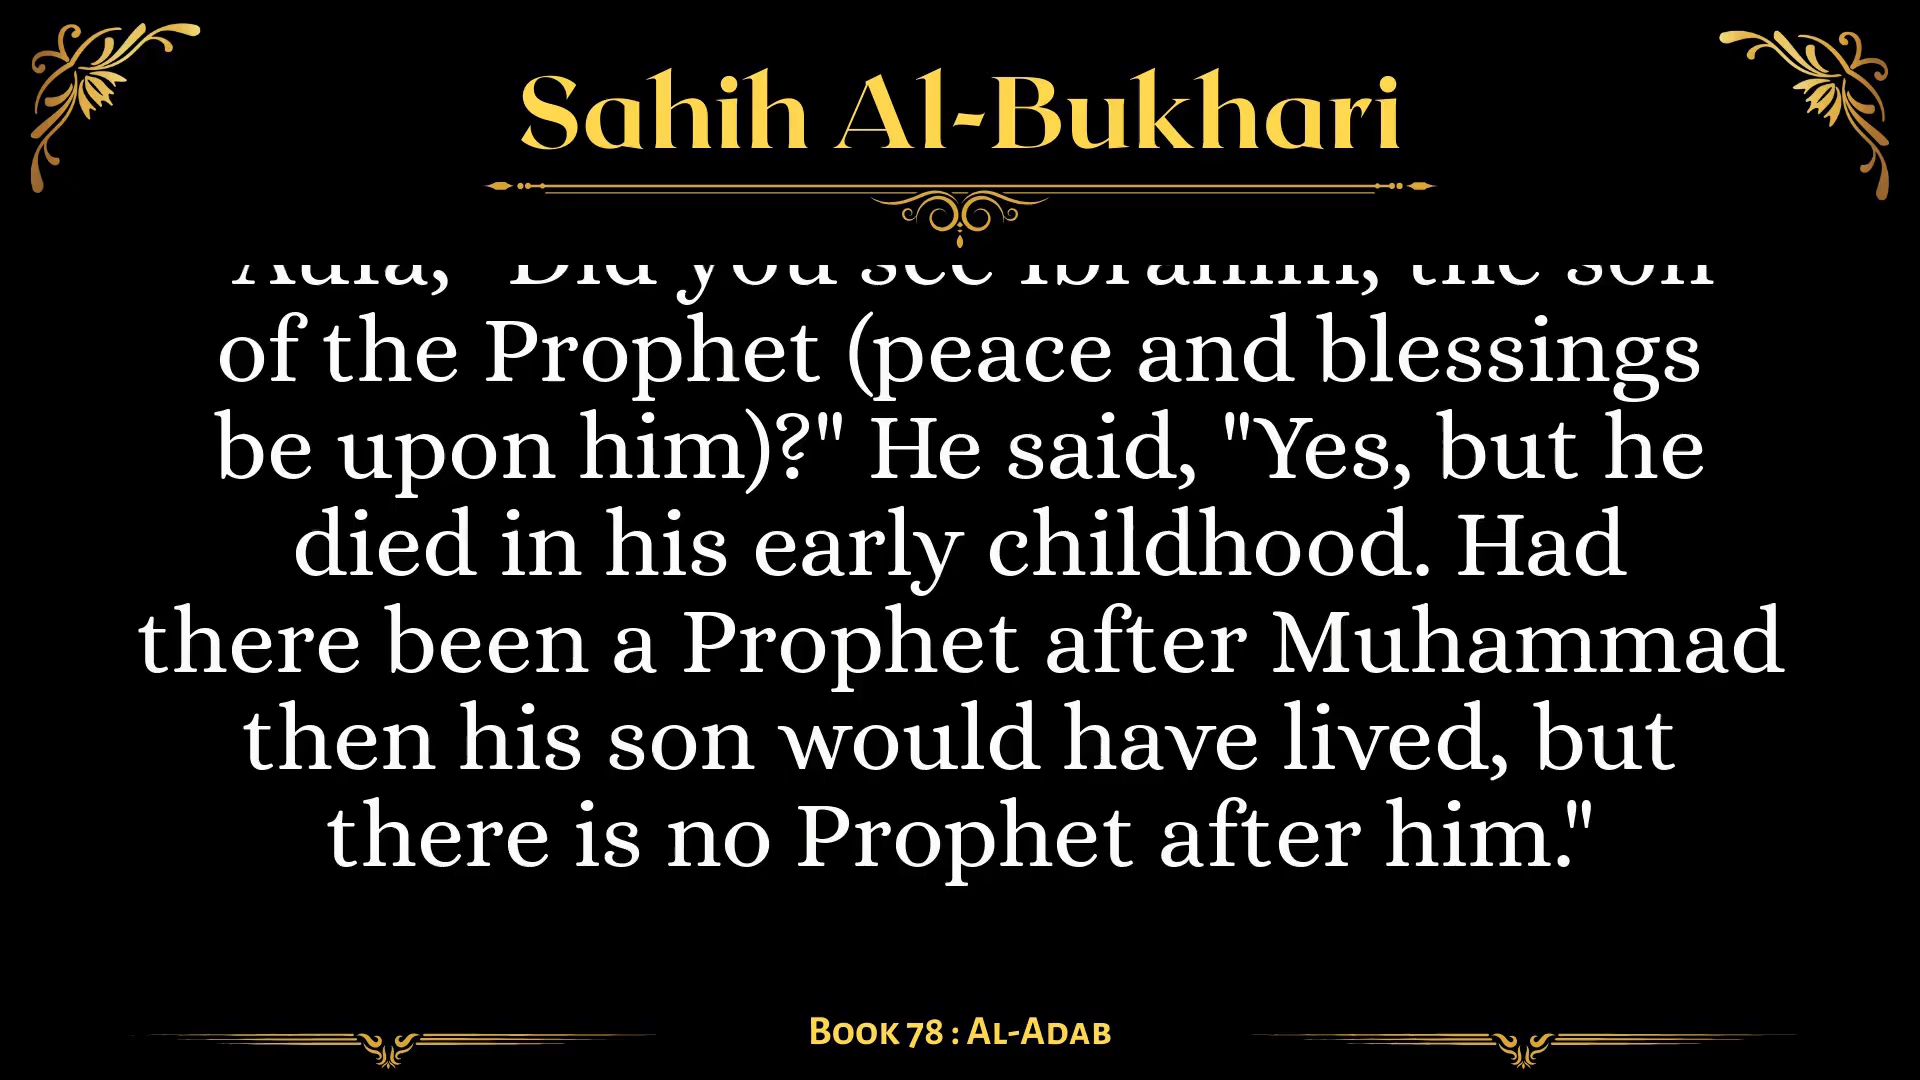 Sahih Al-Bukhari
Aufa, "Did you see Ibrahim, the son
of the Prophet (peace and blessings
be upon him)?" He said, "Yes, but he
died in his early childhood. Had
there been a Prophet after Muhammad
then his son would have lived, but
there is no Prophet after him."
Book 78 : Al-Adab